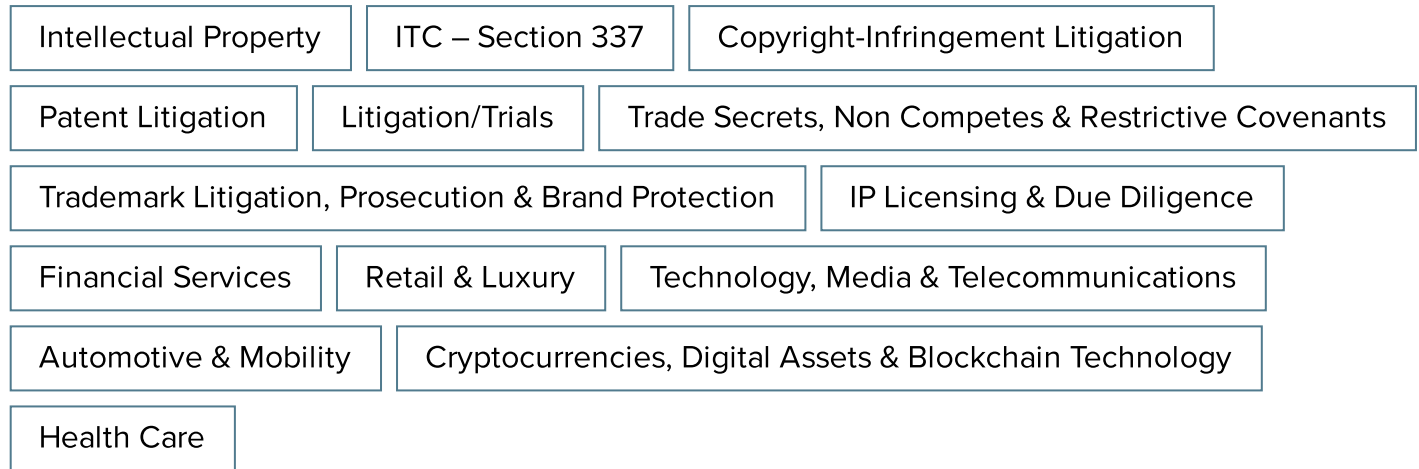 Intellectual Property ITC – Section 337 Copyright-Infringement Litigation
Patent Litigation Litigation/Trials Trade Secrets, Non Competes & Restrictive Covenants
Trademark Litigation, Prosecution & Brand Protection IP Licensing & Due Diligence
Financial Services Retail & Luxury Technology, Media & Telecommunications
Automotive & Mobility Cryptocurrencies, Digital Assets & Blockchain Technology
Health Care